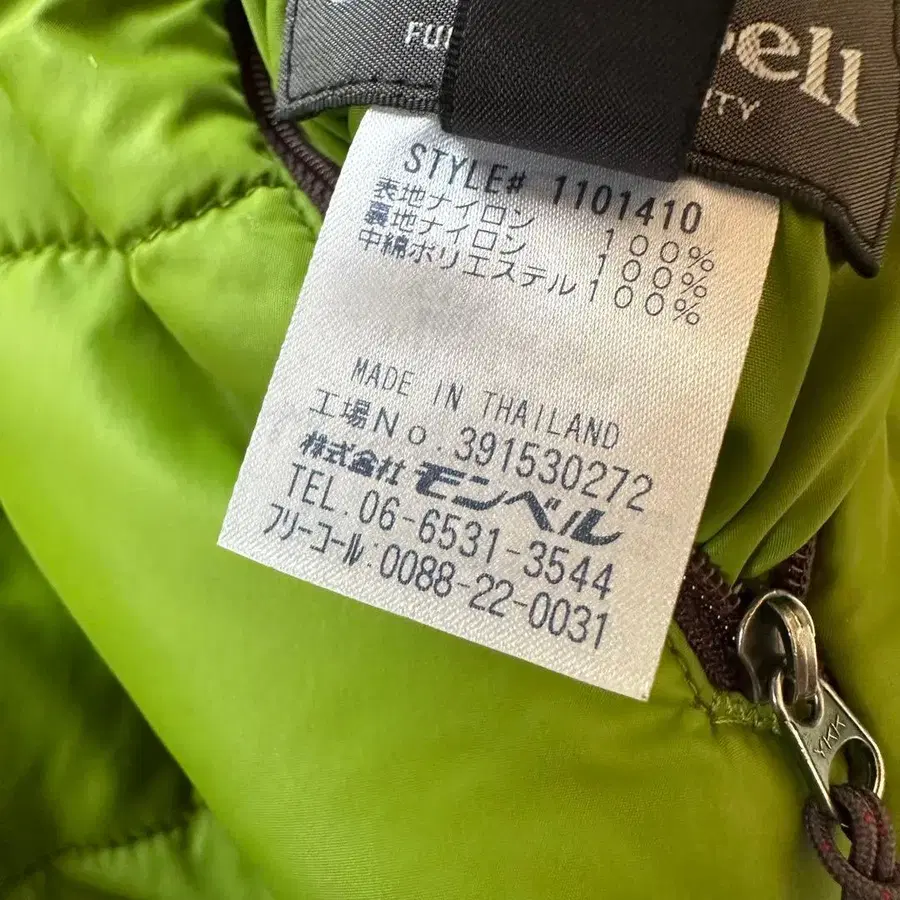 ell
STYLE# 1101410
表地ナイロン 100%
裏地ナイロン 100%
中綿ポリエステル100%
MADE IN THAILAND
工場No.391530272
株式会社 モンベル
TEL.06-6531-3544
フリーコール:0088-22-0031
YKK